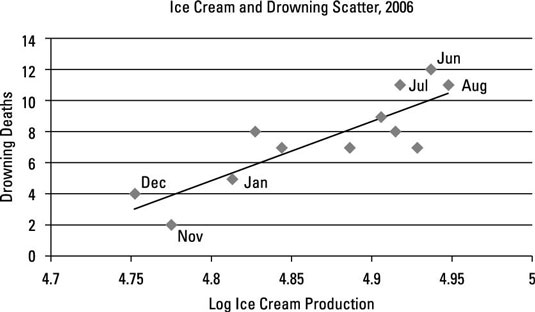 Ice Cream and Drowning Scatter, 2006
Drowning Deaths
14
12
10
8
6
4
2
0
Jun
Jul
Aug
Dec
Jan
Nov
4.7 4.75 4.8 4.85 4.9 4.95 5
Log Ice Cream Production